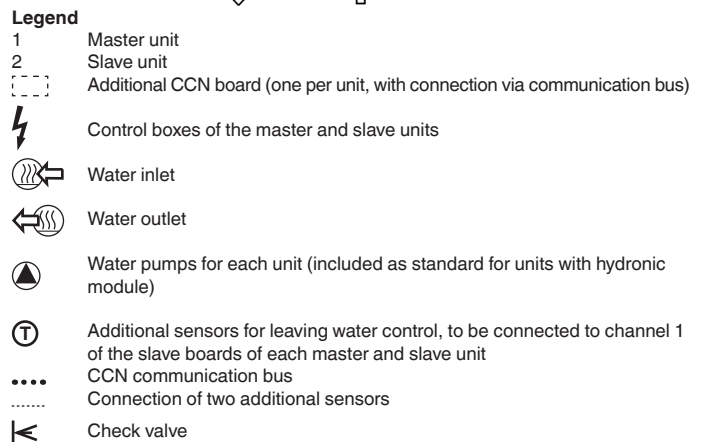 Legend
1 Master unit
2 Slave unit
Additional CCN board (one per unit, with connection via communication bus)
Control boxes of the master and slave units
Water inlet
Water outlet
Water pumps for each unit (included as standard for units with hydronic
module)
T Additional sensors for leaving water control, to be connected to channel 1
of the slave boards of each master and slave unit
CCN communication bus
Connection of two additional sensors
Check valve